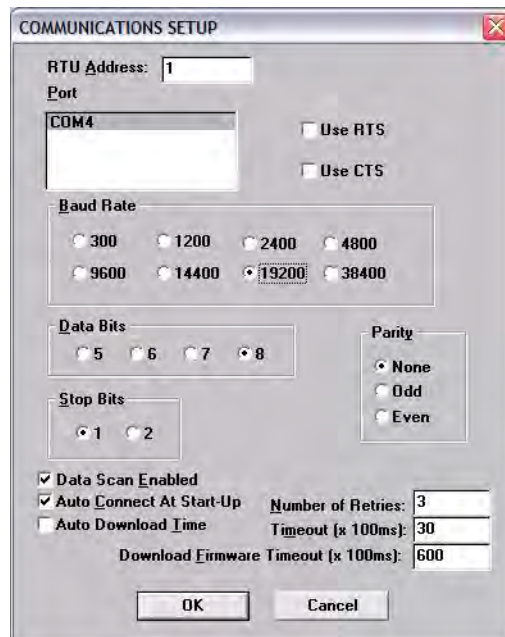 COMMUNICATIONS SETUP
RTU Address: 1
Port
COM4
Use RTS
Use CTS
Baud Rate
300 1200 2400 4800
9600 14400 19200 38400
Data Bits
5 6 7 8
Parity
None
Odd
Even
Stop Bits
1 2
Data Scan Enabled
Auto Connect At Start-Up
Auto Download Time
Number of Retries: 3
Timeout (x 100ms): 30
Download Firmware Timeout (x 100ms): 600
OK Cancel